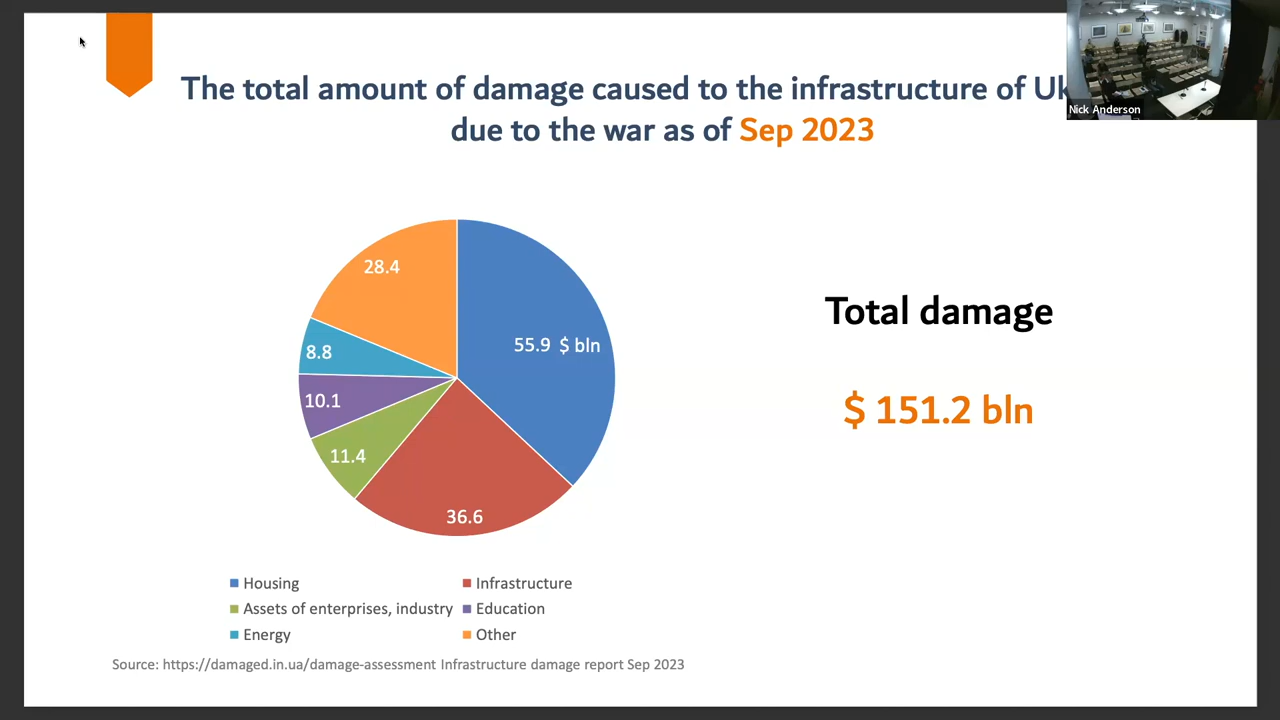 The total amount of damage caused to the infrastructure of
due to the war as of Sep 2023
Nick Anderson
28.4
55.9 $ bln
8.8
10.1
11.4
36.6
Total damage
$ 151.2 bln
Housing
Infrastructure
Assets of enterprises, industry
Education
Energy
Other
Source: https://damaged.in.ua/damage-assessment Infrastructure damage report Sep 2023